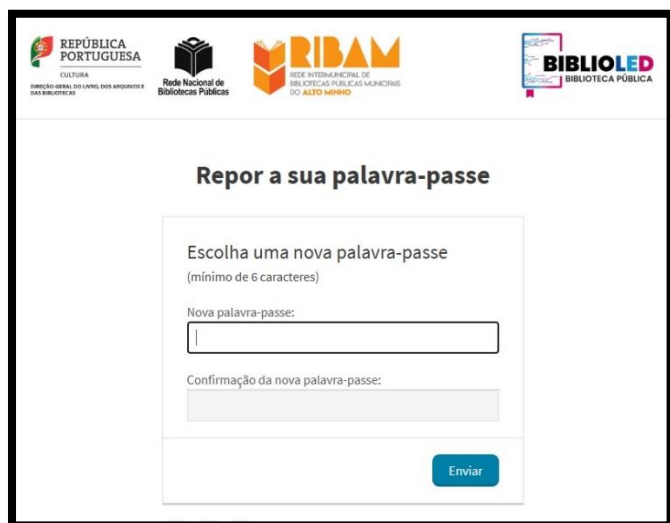 REPÚBLICA
PORTUGUESA
CULTURA
DIREÇÃO-GERAL DO LIVRO, DOS ARQUIVOS E
DAS BIBLIOTECAS
Rede Nacional de
Bibliotecas Públicas
RIBAM
REDE INTERMUNICIPAL DE
BIBLIOTECAS PÚBLICAS MUNICIPAIS
DO ALTO MINHO
BIBLIOLED
BIBLIOTECA PÚBLICA
Repor a sua palavra-passe
Escolha uma nova palavra-passe
(mínimo de 6 caracteres)
Nova palavra-passe:
Confirmação da nova palavra-passe:
Enviar